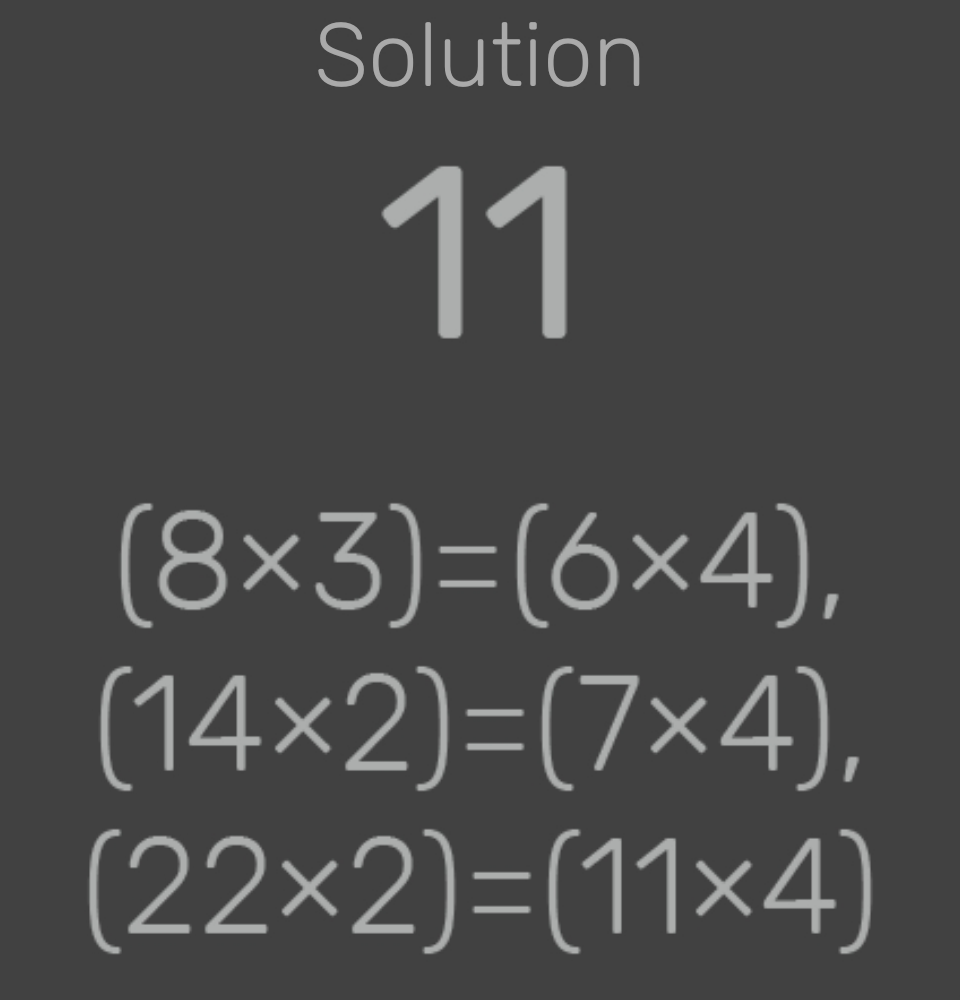 Solution
11
(8×3)=(6×4),
(14×2)=(7×4),
(22×2)=(11×4)